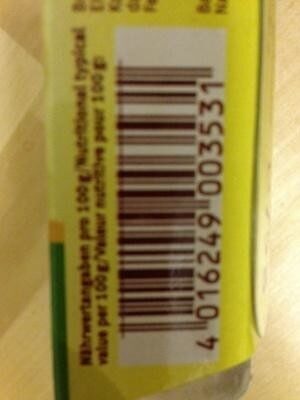 Nährwertangaben pro 100 g/Nutritional typical
value per 100 g/Valeur nutritive pour 100 g:
4 016249 003531